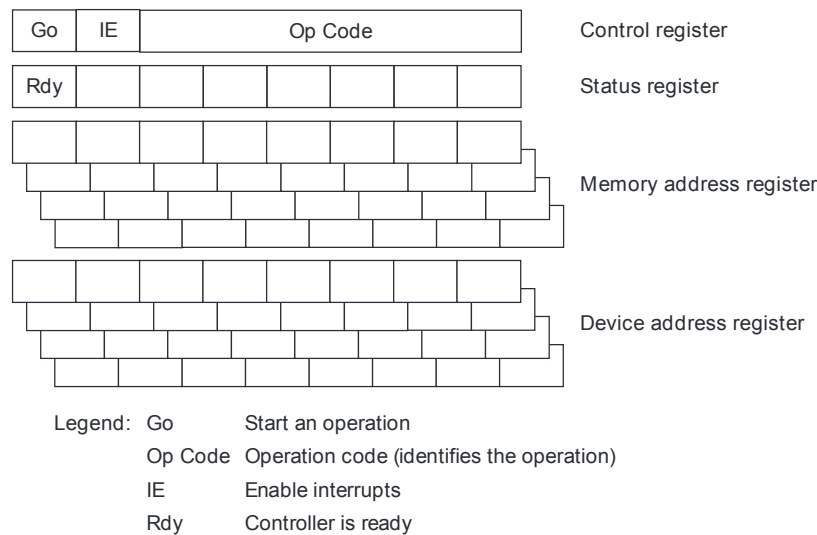 Go IE Op Code Control register
Rdy Status register
Memory address register
Device address register
Legend: Go Start an operation
Op Code Operation code (identifies the operation)
IE Enable interrupts
Rdy Controller is ready